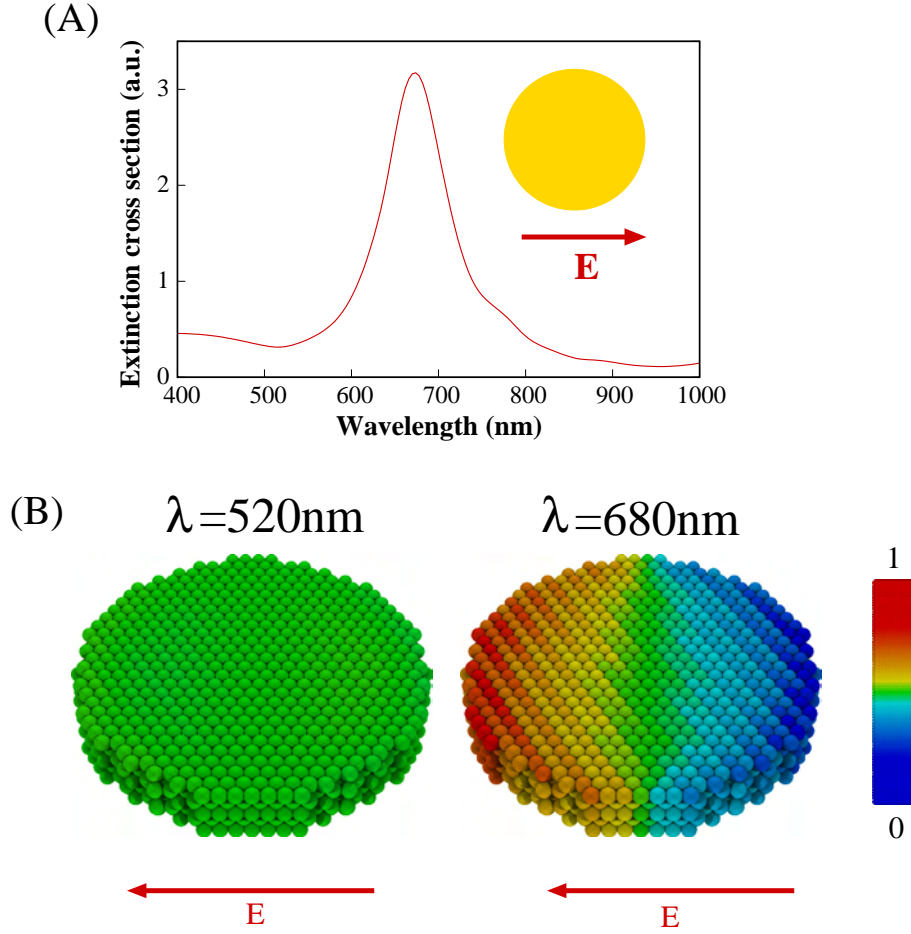 (A)
Extinction cross section (a.u.)
3
2
1
0
E
400 500 600 700 800 900 1000
Wavelength (nm)
(B)
λ=520nm
λ=680nm
1
0
E
E